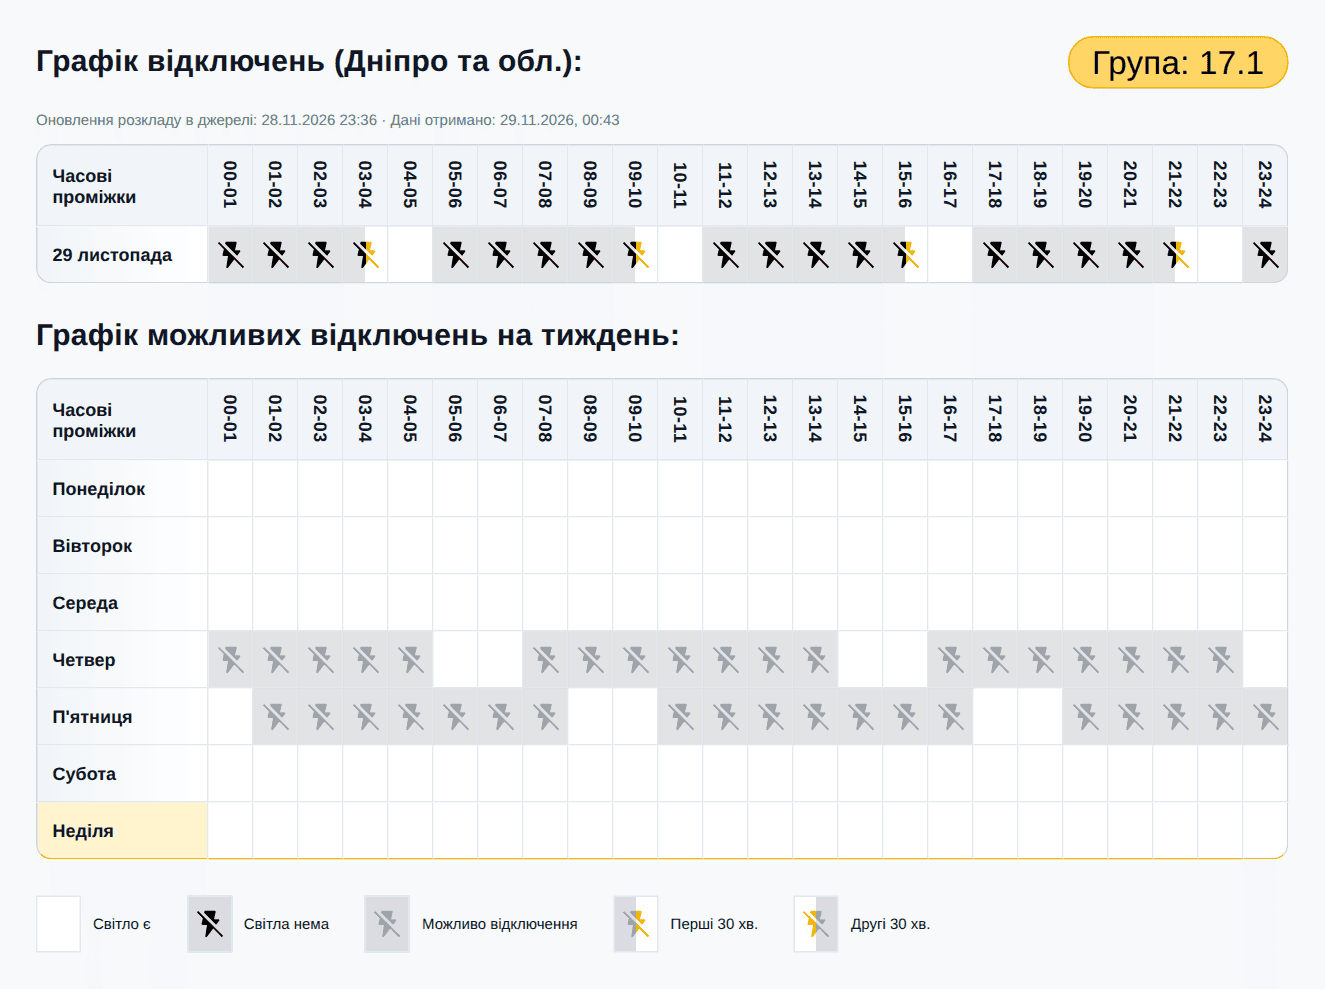 Графік відключень (Дніпро та обл.):
Група: 17.1
Оновлення розкладу в джерелі: 28.11.2026 23:36 · Дані отримано: 29.11.2026, 00:43
Часові проміжки 00-01 01-02 02-03 03-04 04-05 05-06 06-07 07-08 08-09 09-10 10-11 11-12 12-13 13-14 14-15 15-16 16-17 17-18 18-19 19-20 20-21 21-22 22-23 23-24
29 листопада
Графік можливих відключень на тиждень:
Часові проміжки 00-01 01-02 02-03 03-04 04-05 05-06 06-07 07-08 08-09 09-10 10-11 11-12 12-13 13-14 14-15 15-16 16-17 17-18 18-19 19-20 20-21 21-22 22-23 23-24
Понеділок
Вівторок
Середа
Четвер
П'ятниця
Субота
Неділя
Світло є Світла нема Можливо відключення Перші 30 хв. Другі 30 хв.